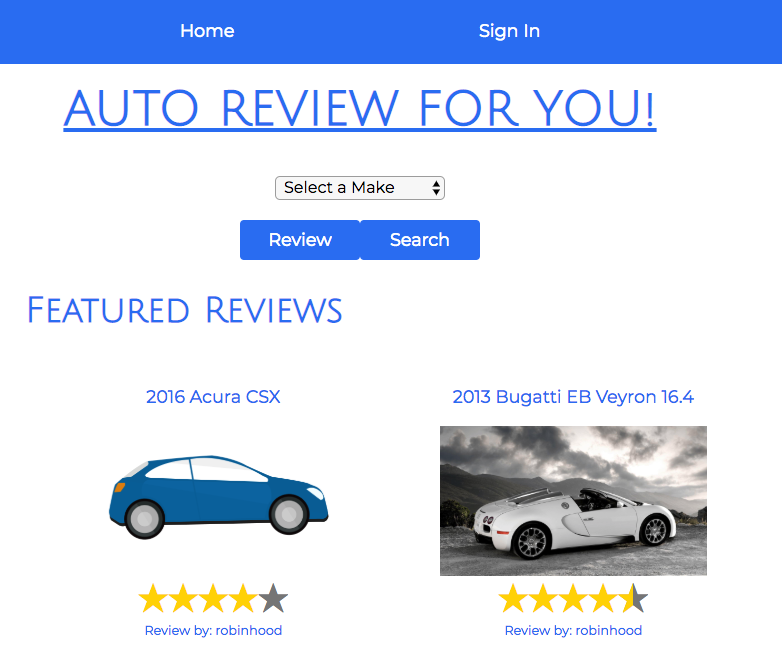 Home Sign In
AUTO REVIEW FOR YOU!
Select a Make
Review Search
Featured Reviews
2016 Acura CSX 2013 Bugatti EB Veyron 16.4
Review by: robinhood Review by: robinhood